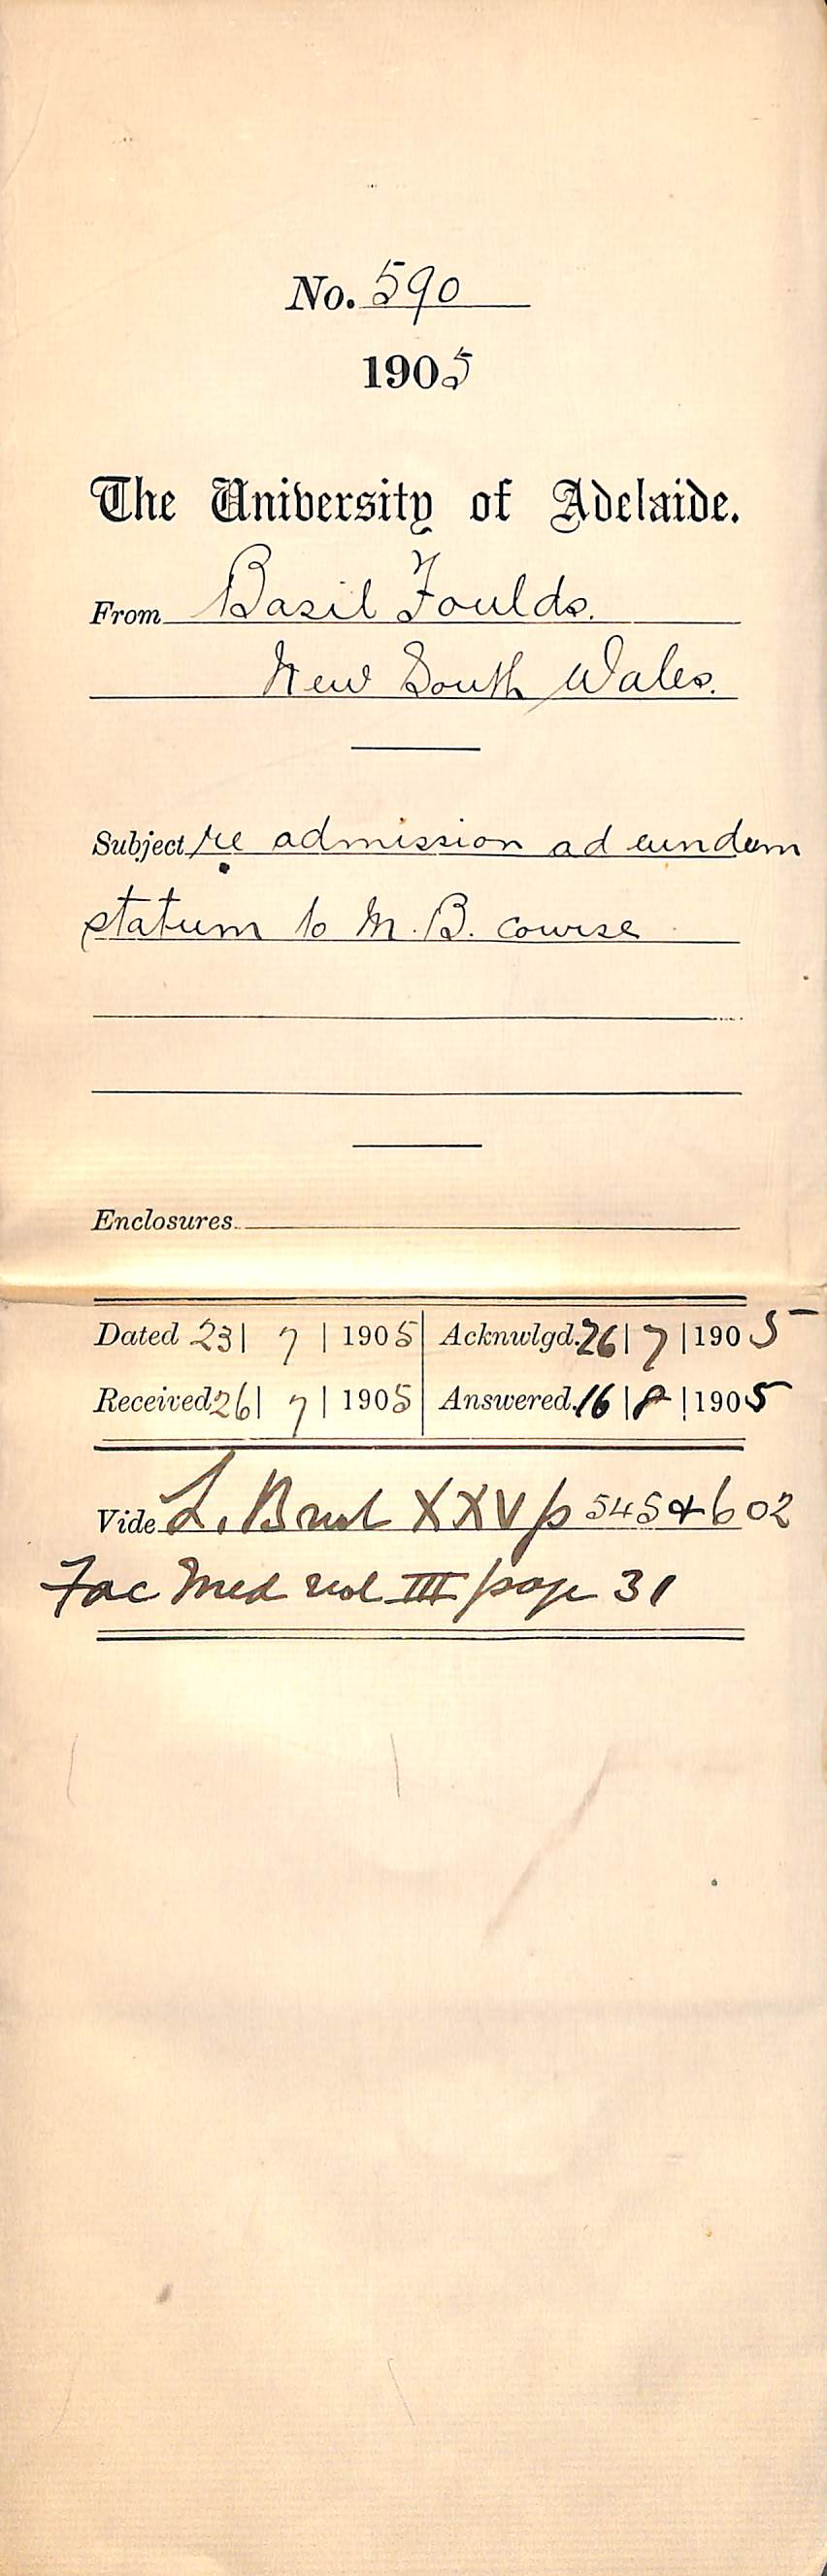 No. 590
1905
The University of Adelaide.
From Basil Foulds.
New South Wales.
Subject re admission ad eundem
statum to M.B. course
Enclosures
Dated 23 | 7 | 1905 Acknwlgd. 26 | 7 | 1905
Received 26 | 7 | 1905 Answered. 16 | 8 | 1905
Vide L. XXV p 545 & 602
Fac Med vol III page 31